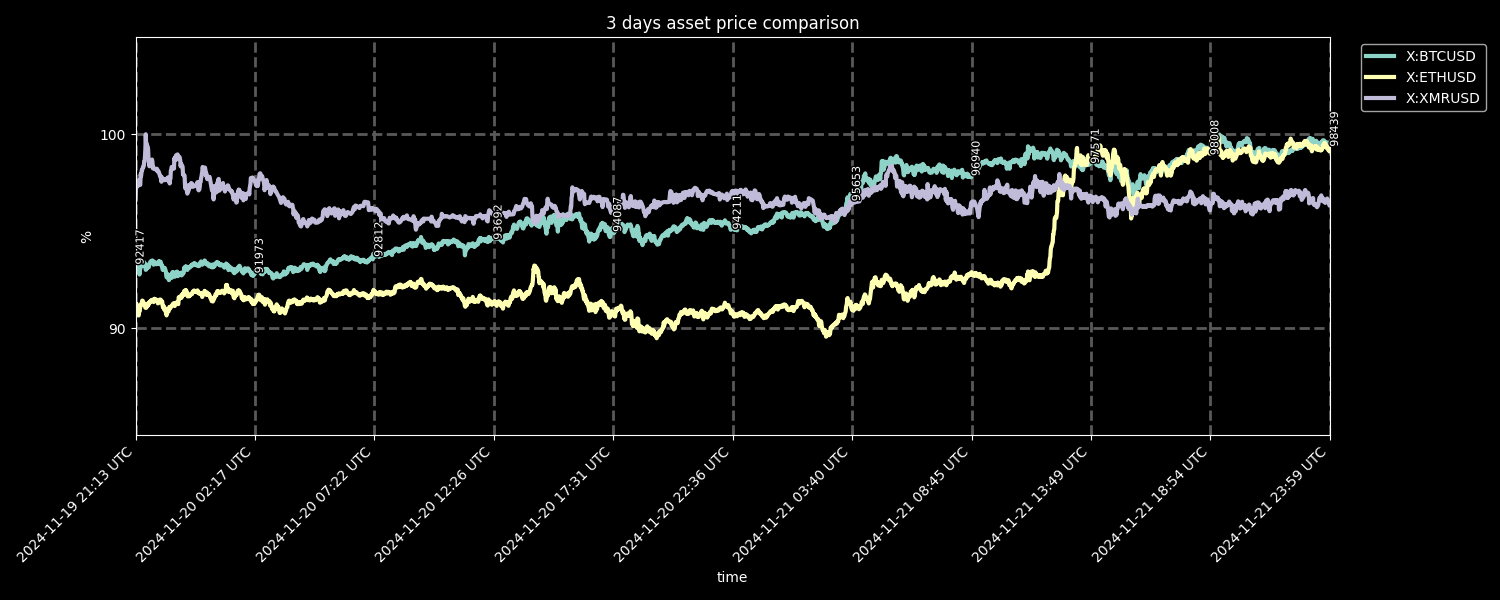 3 days asset price comparison
X:BTCUSD
X:ETHUSD
X:XMRUSD
100
90
%
92417
91973
92812
93692
94087
94211
95653
96940
97571
98008
98439
2024-11-19 21:13 UTC
2024-11-20 02:17 UTC
2024-11-20 07:22 UTC
2024-11-20 12:26 UTC
2024-11-20 17:31 UTC
2024-11-20 22:36 UTC
2024-11-21 03:40 UTC
2024-11-21 08:45 UTC
2024-11-21 13:49 UTC
2024-11-21 18:54 UTC
2024-11-21 23:59 UTC
time